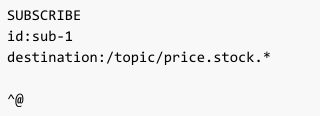 SUBSCRIBE
id:sub-1
destination:/topic/price.stock.*

^@